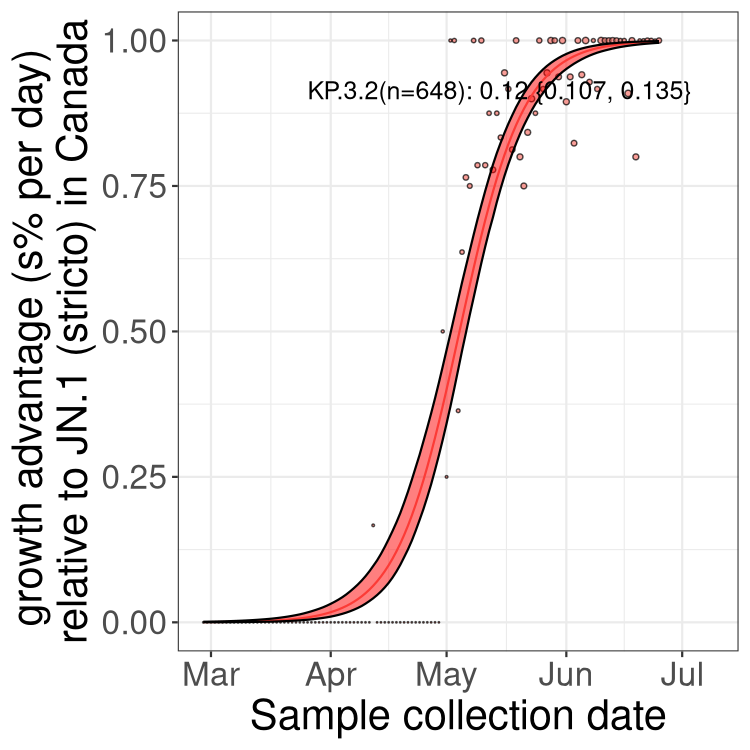 growth advantage (s% per day)
relative to JN.1 (stricto) in Canada
1.00
0.75
0.50
0.25
0.00
KP.3.2(n=648): 0.12 {0.107, 0.135}
Mar Apr May Jun Jul
Sample collection date